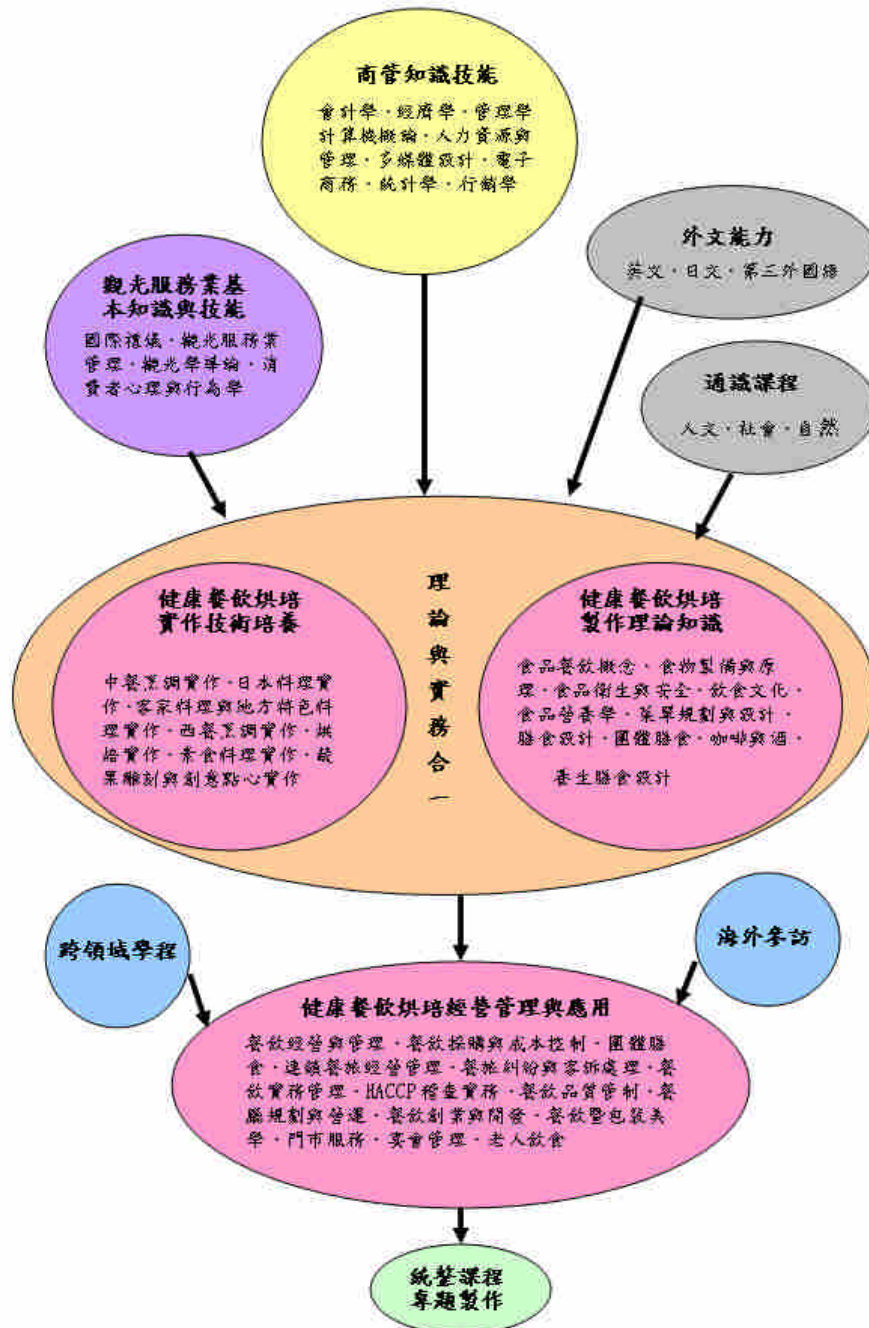 商管知識技能
會計學、經濟學、管理學
計算機概論、人力資源與
管理、多媒體設計、電子
商務、統計學、行銷學
外文能力
英文、日文、第三外國語
觀光服務業基
本知識與技能
國際禮儀、觀光服務業
管理、觀光學導論、消
費者心理與行為學
通識課程
人文、社會、自然
理論與實務合一
健康餐飲烘培
實作技術培養
中餐烹調實作、日本料理實
作、客家料理與地方特色料
理實作、西餐烹調實作、烘
焙實作、素食料理實作、蔬
果雕刻與創意點心實作
健康餐飲烘培
製作理論知識
食品餐飲概念、食物製備與原
理、食品衛生與安全、飲食文化、
食品營養學、菜單規劃與設計、
膳食設計、團體膳食、咖啡與酒、
養生膳食設計
跨領域學程
海外參訪
健康餐飲烘培經營管理與應用
餐飲經營與管理、餐飲採購與成本控制、團體膳
食、連鎖餐旅經營管理、餐旅糾紛與客訴處理、餐
飲實務管理、HACCP稽查實務、餐飲品質管制、餐
廳規劃與營運、餐飲創業與開發、餐飲暨包裝美
學、門市服務、宴會管理、老人飲食
統整課程
專題製作